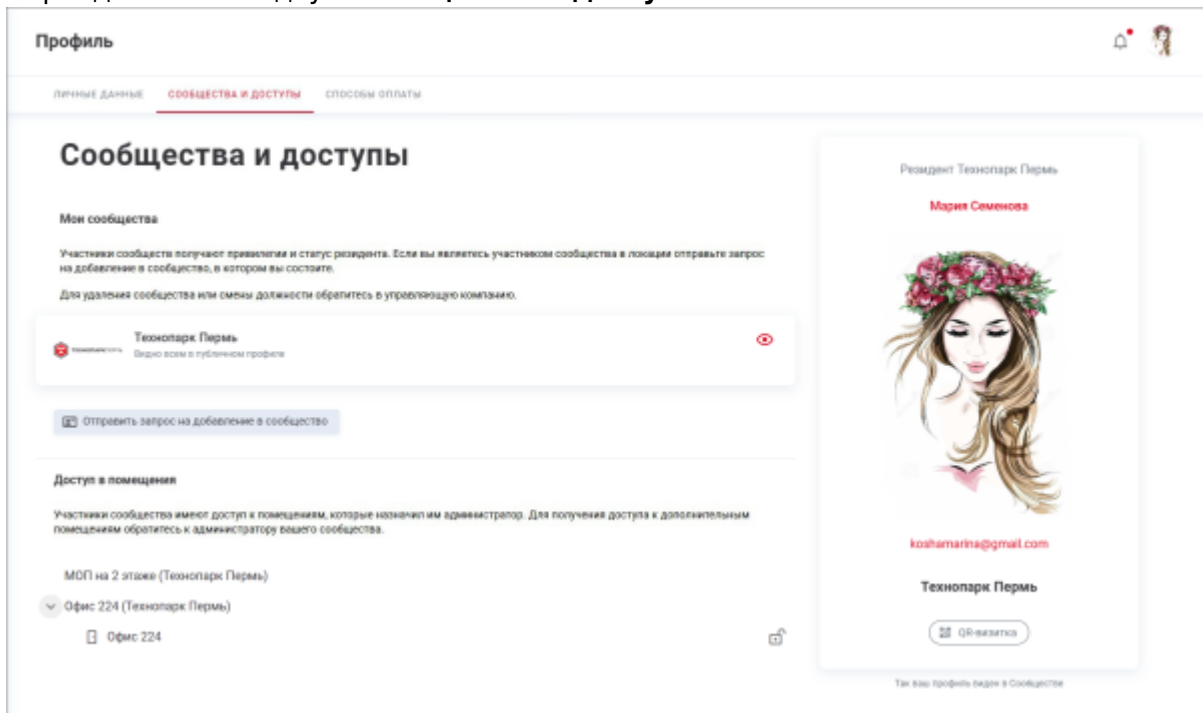 Профиль
ЛИЧНЫЕ ДАННЫЕ СООБЩЕСТВА И ДОСТУПЫ СПОСОБЫ ОПЛАТЫ
Сообщества и доступы
Мои сообщества
Участники сообществ получают привилегии и статус резидента. Если вы являетесь участником сообщества в локации отправьте запрос
на добавление в сообщество, в котором вы состоите.
Для удаления сообщества или смены должности обратитесь в управляющую компанию.
Технопарк Пермь
Видно всем в публичном профиле
Отправить запрос на добавление в сообщество
Доступ в помещения
Участники сообщества имеют доступ к помещениям, которые назначил им администратор. Для получения доступа к дополнительным
помещениям обратитесь к администратору вашего сообщества.
МОП на 2 этаже (Технопарк Пермь)
Офис 224 (Технопарк Пермь)
Офис 224
Резидент Технопарк Пермь
Мария Семенова
koshamarina@gmail.com
Технопарк Пермь
QR-визитка
Так ваш профиль виден в Сообществе